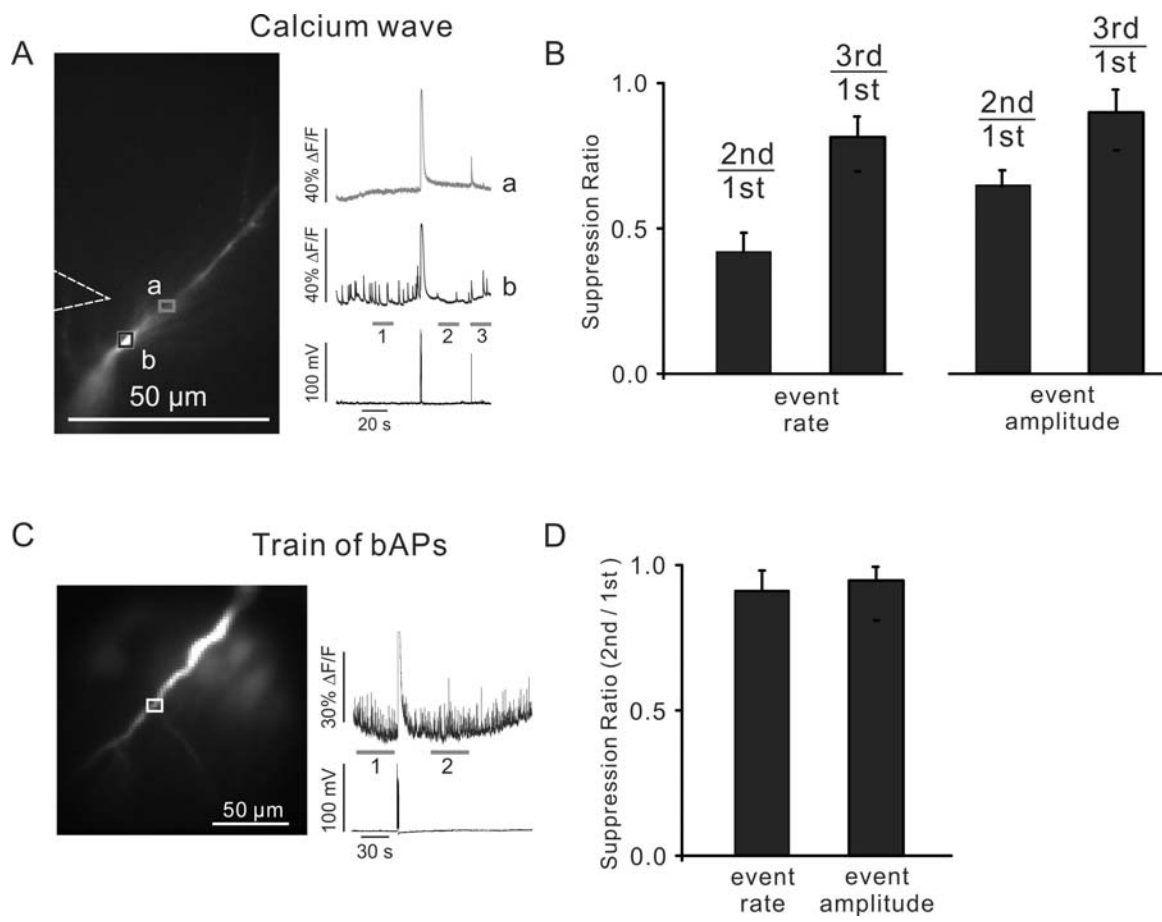 Calcium wave
A
a
b
50 µm
40% ΔF/F
a
40% ΔF/F
b
1
2
3
100 mV
20 s
B
Suppression Ratio
1.0
0.5
0.0
2nd
1st
3rd
1st
2nd
1st
3rd
1st
event
rate
event
amplitude
C
Train of bAPs
50 µm
30% ΔF/F
1
2
100 mV
30 s
D
Suppression Ratio (2nd / 1st )
1.0
0.5
0.0
event
rate
event
amplitude